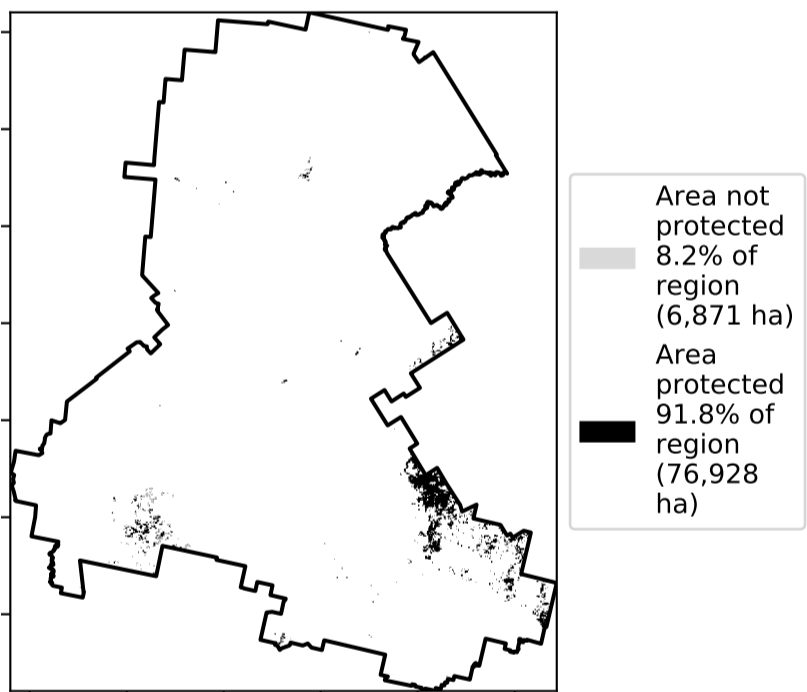 Area not
protected
8.2% of
region
(6,871 ha)
Area
protected
91.8% of
region
(76,928
ha)